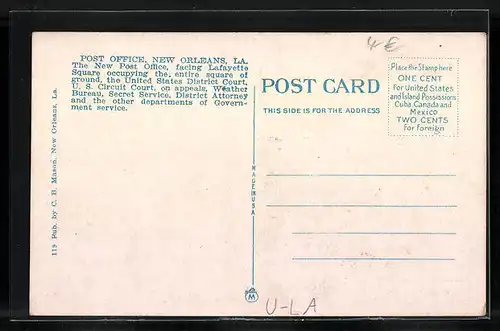 4€
POST OFFICE, NEW ORLEANS, LA.
The New Post Office, facing Lafayette
Square occupying the entire square of
ground, the United States District Court,
U. S. Circuit Court, on appeals, Weather
Bureau, Secret Service, District Attorney
and the other departments of Govern-
ment service.
POST CARD
THIS SIDE IS FOR THE ADDRESS
Place the Stamp here
ONE CENT
For United States
and Island Possessions
Cuba, Canada and
Mexico
TWO CENTS
for foreign
119 Pub. by C. B. Mason, New Orleans, La.
MADE IN USA
M
U-LA